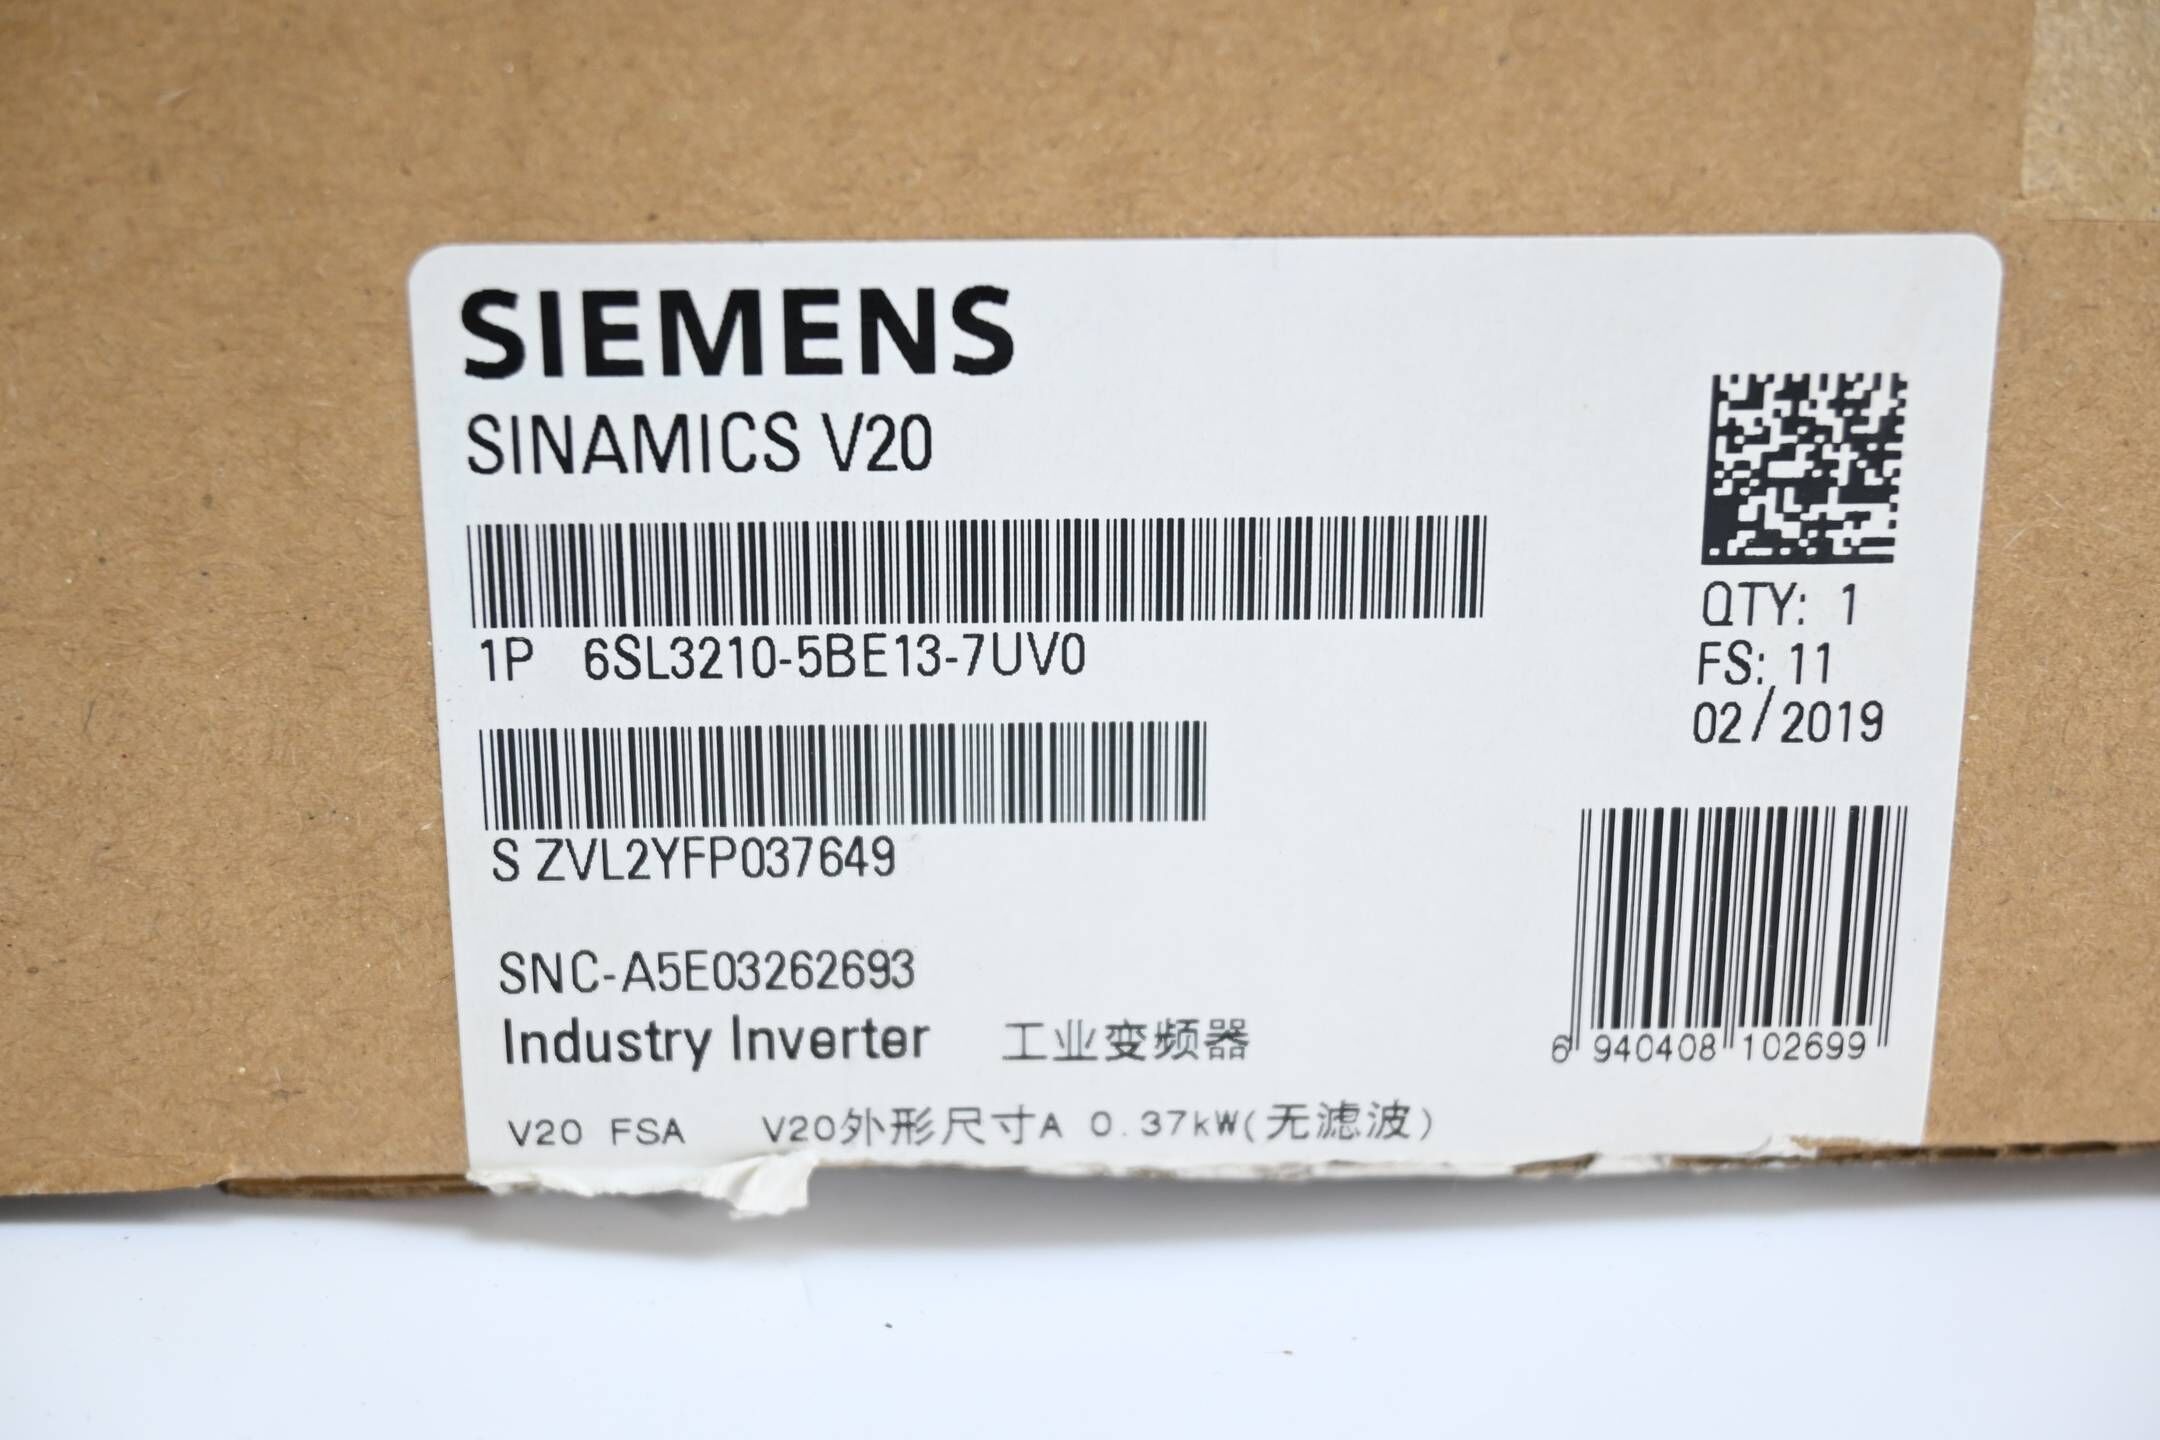 SIEMENS
SINAMICS V20
1P 6SL3210-5BE13-7UV0
S ZVL2YFP037649
SNC-A5E03262693
Industry Inverter 工业变频器
V20 FSA V20外形尺寸A 0.37kW(无滤波)
QTY: 1
FS: 11
02/2019
6 940408 102699